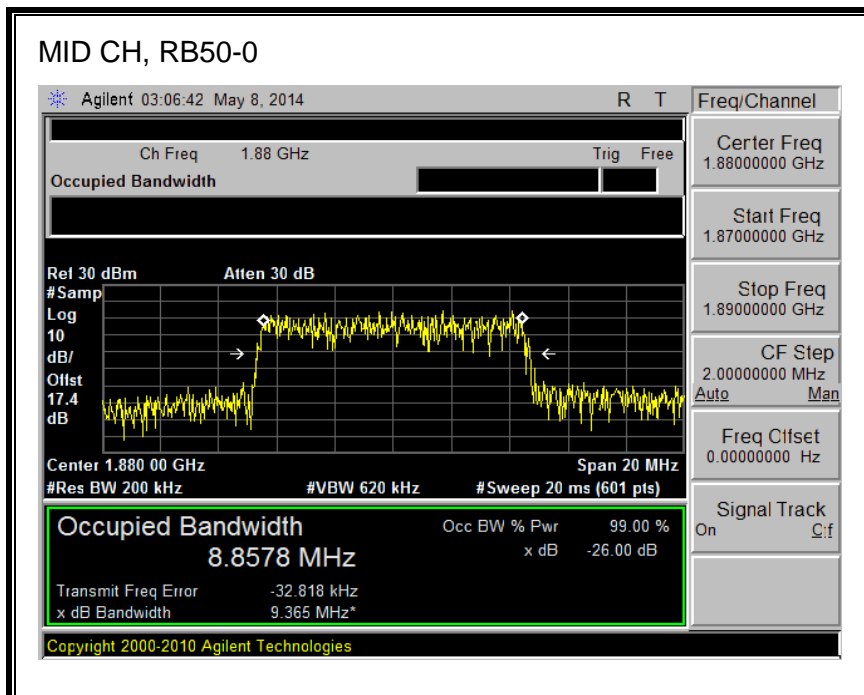 MID CH, RB50-0
Agilent 03:06:42 May 8, 2014 R T
Freq/Channel
Ch Freq 1.88 GHz Trig Free
Occupied Bandwidth
Center Freq
1.88000000 GHz
Start Freq
1.87000000 GHz
Stop Freq
1.89000000 GHz
CF Step
2.00000000 MHz
Auto Man
Freq Offset
0.00000000 Hz
Signal Track
On Off
Ref 30 dBm Atten 30 dB
#Samp
Log
10
dB/
Offst
17.4
dB
Center 1.880 00 GHz Span 20 MHz
#Res BW 200 kHz #VBW 620 kHz #Sweep 20 ms (601 pts)
Occupied Bandwidth
8.8578 MHz
Occ BW % Pwr 99.00 %
x dB -26.00 dB
Transmit Freq Error -32.818 kHz
x dB Bandwidth 9.365 MHz*
Copyright 2000-2010 Agilent Technologies